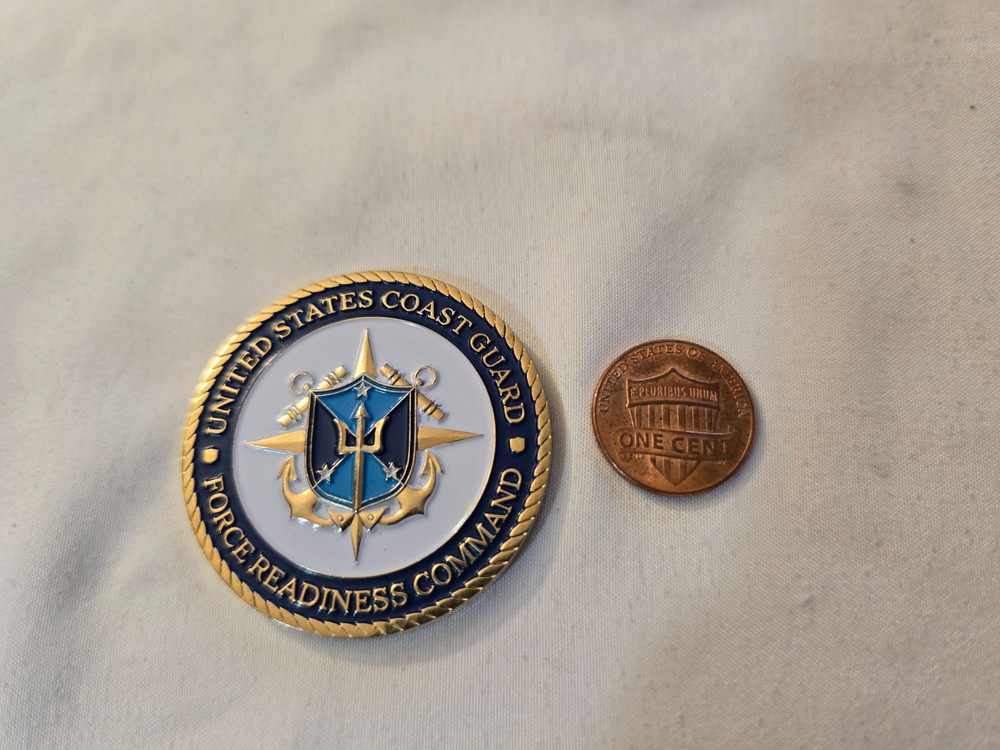 UNITED STATES COAST GUARD
FORCE READINESS COMMAND
UNITED STATES OF AMERICA
E PLURIBUS UNUM
ONE CENT